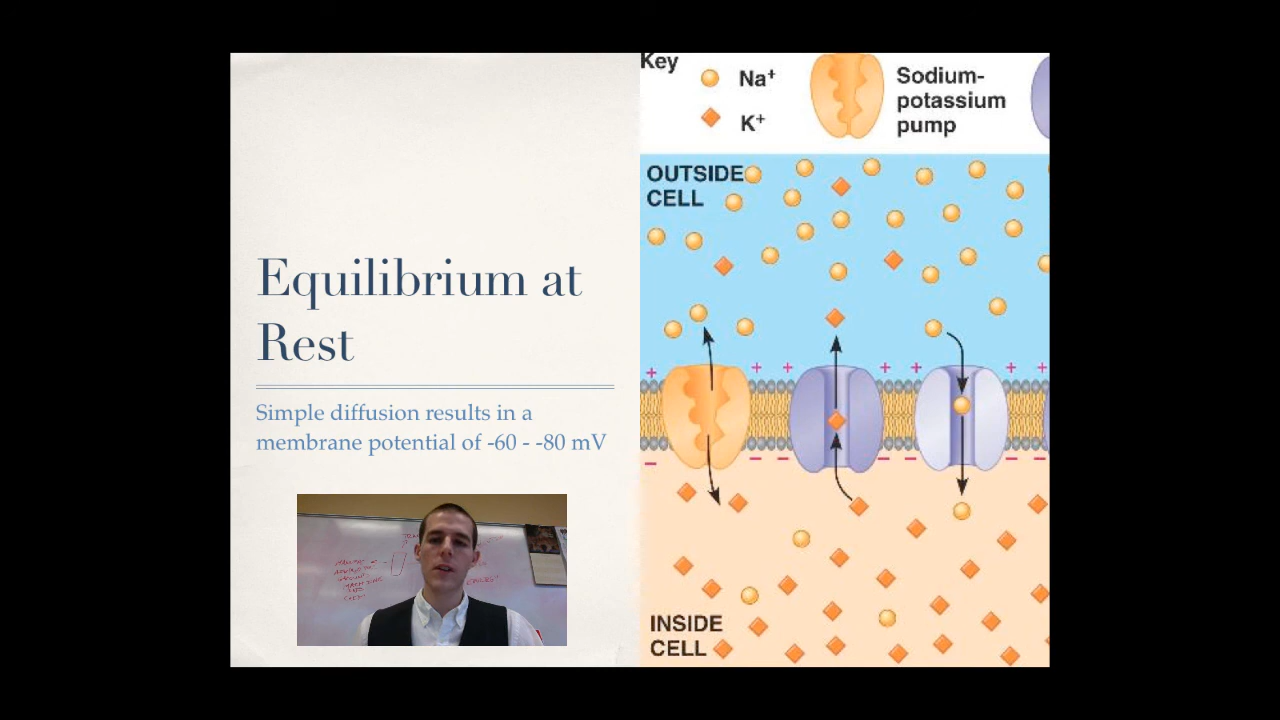 Equilibrium at
Rest
Simple diffusion results in a
membrane potential of -60 - -80 mV
Key
Na⁺
K⁺
Sodium-
potassium
pump
OUTSIDE
CELL
+ + + + + + +
− − − − − − −
INSIDE
CELL